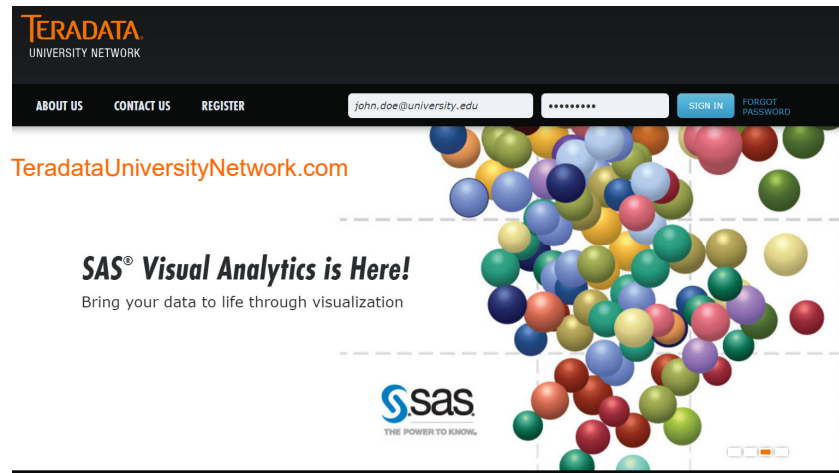 TERADATA.
UNIVERSITY NETWORK
ABOUT US CONTACT US REGISTER john.doe@university.edu ••••••••• SIGN IN FORGOT PASSWORD
TeradataUniversityNetwork.com
SAS® Visual Analytics is Here!
Bring your data to life through visualization
sas
THE POWER TO KNOW®